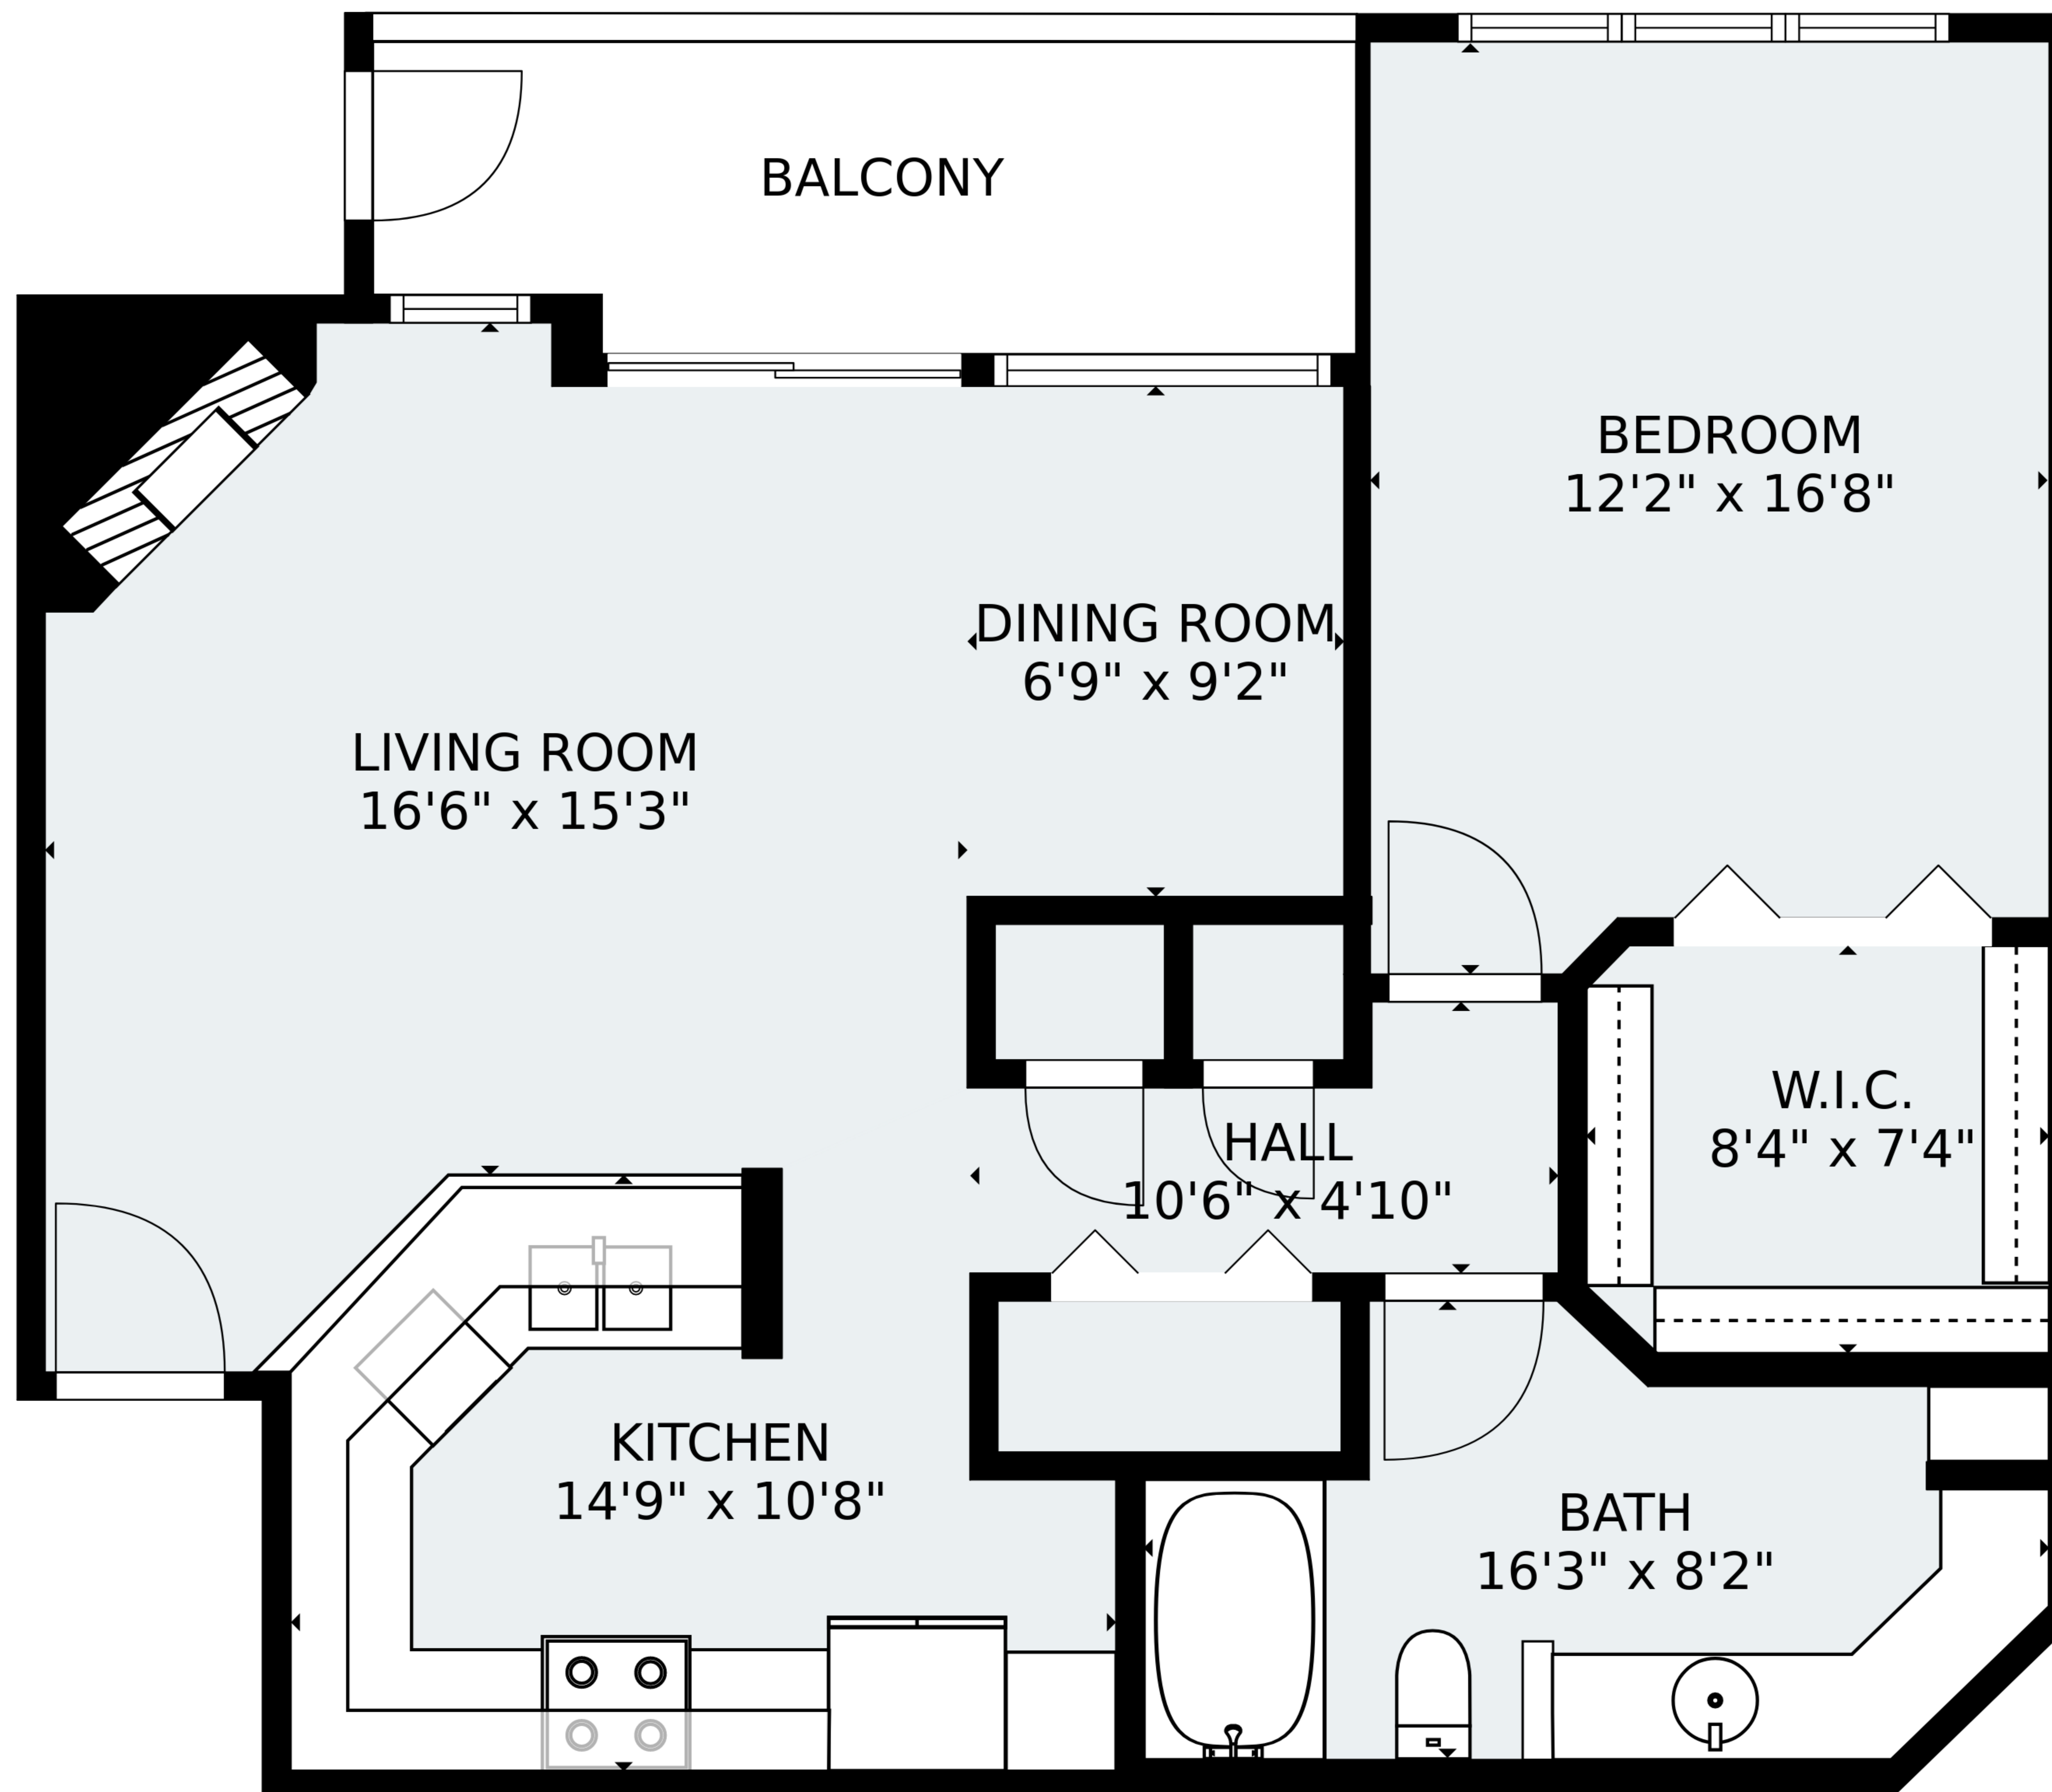 BALCONY
BEDROOM
12'2" x 16'8"
DINING ROOM
6'9" x 9'2"
LIVING ROOM
16'6" x 15'3"
W.I.C.
8'4" x 7'4"
HALL
10'6" x 4'10"
KITCHEN
14'9" x 10'8"
BATH
16'3" x 8'2"